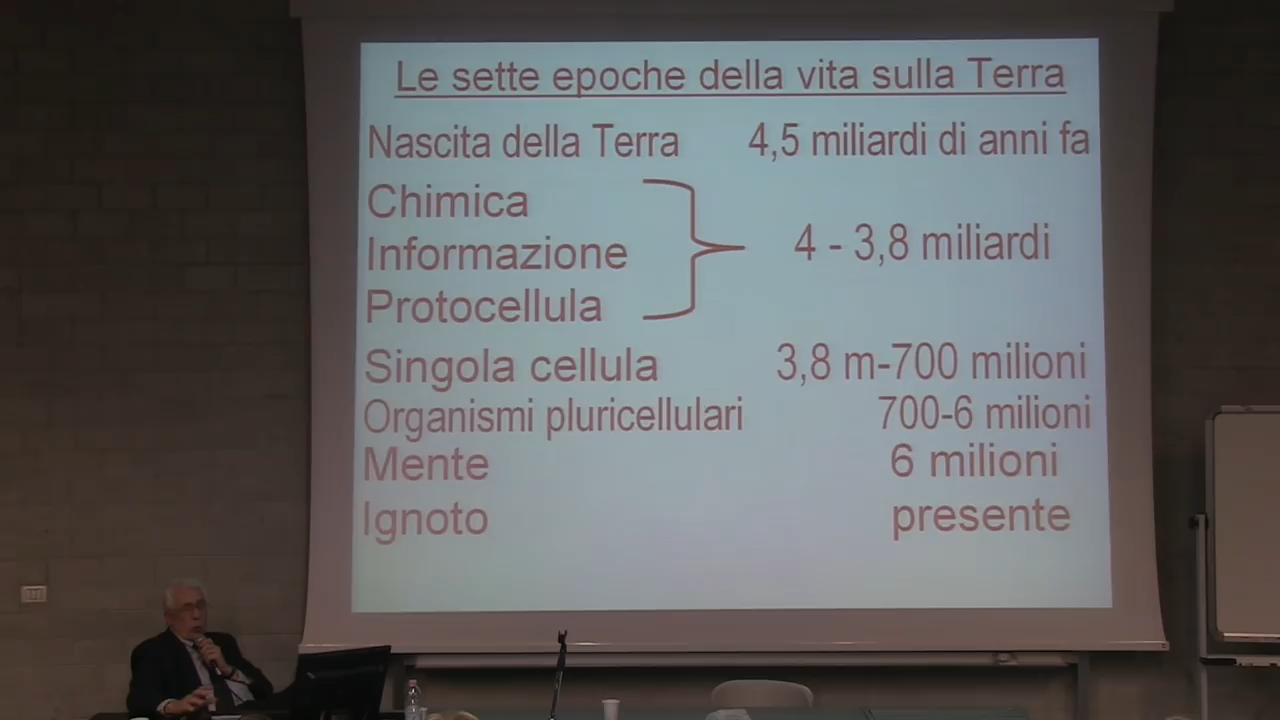 Le sette epoche della vita sulla Terra
Nascita della Terra 4,5 miliardi di anni fa
Chimica
Informazione 4 - 3,8 miliardi
Protocellula
Singola cellula 3,8 m-700 milioni
Organismi pluricellulari 700-6 milioni
Mente 6 milioni
Ignoto presente